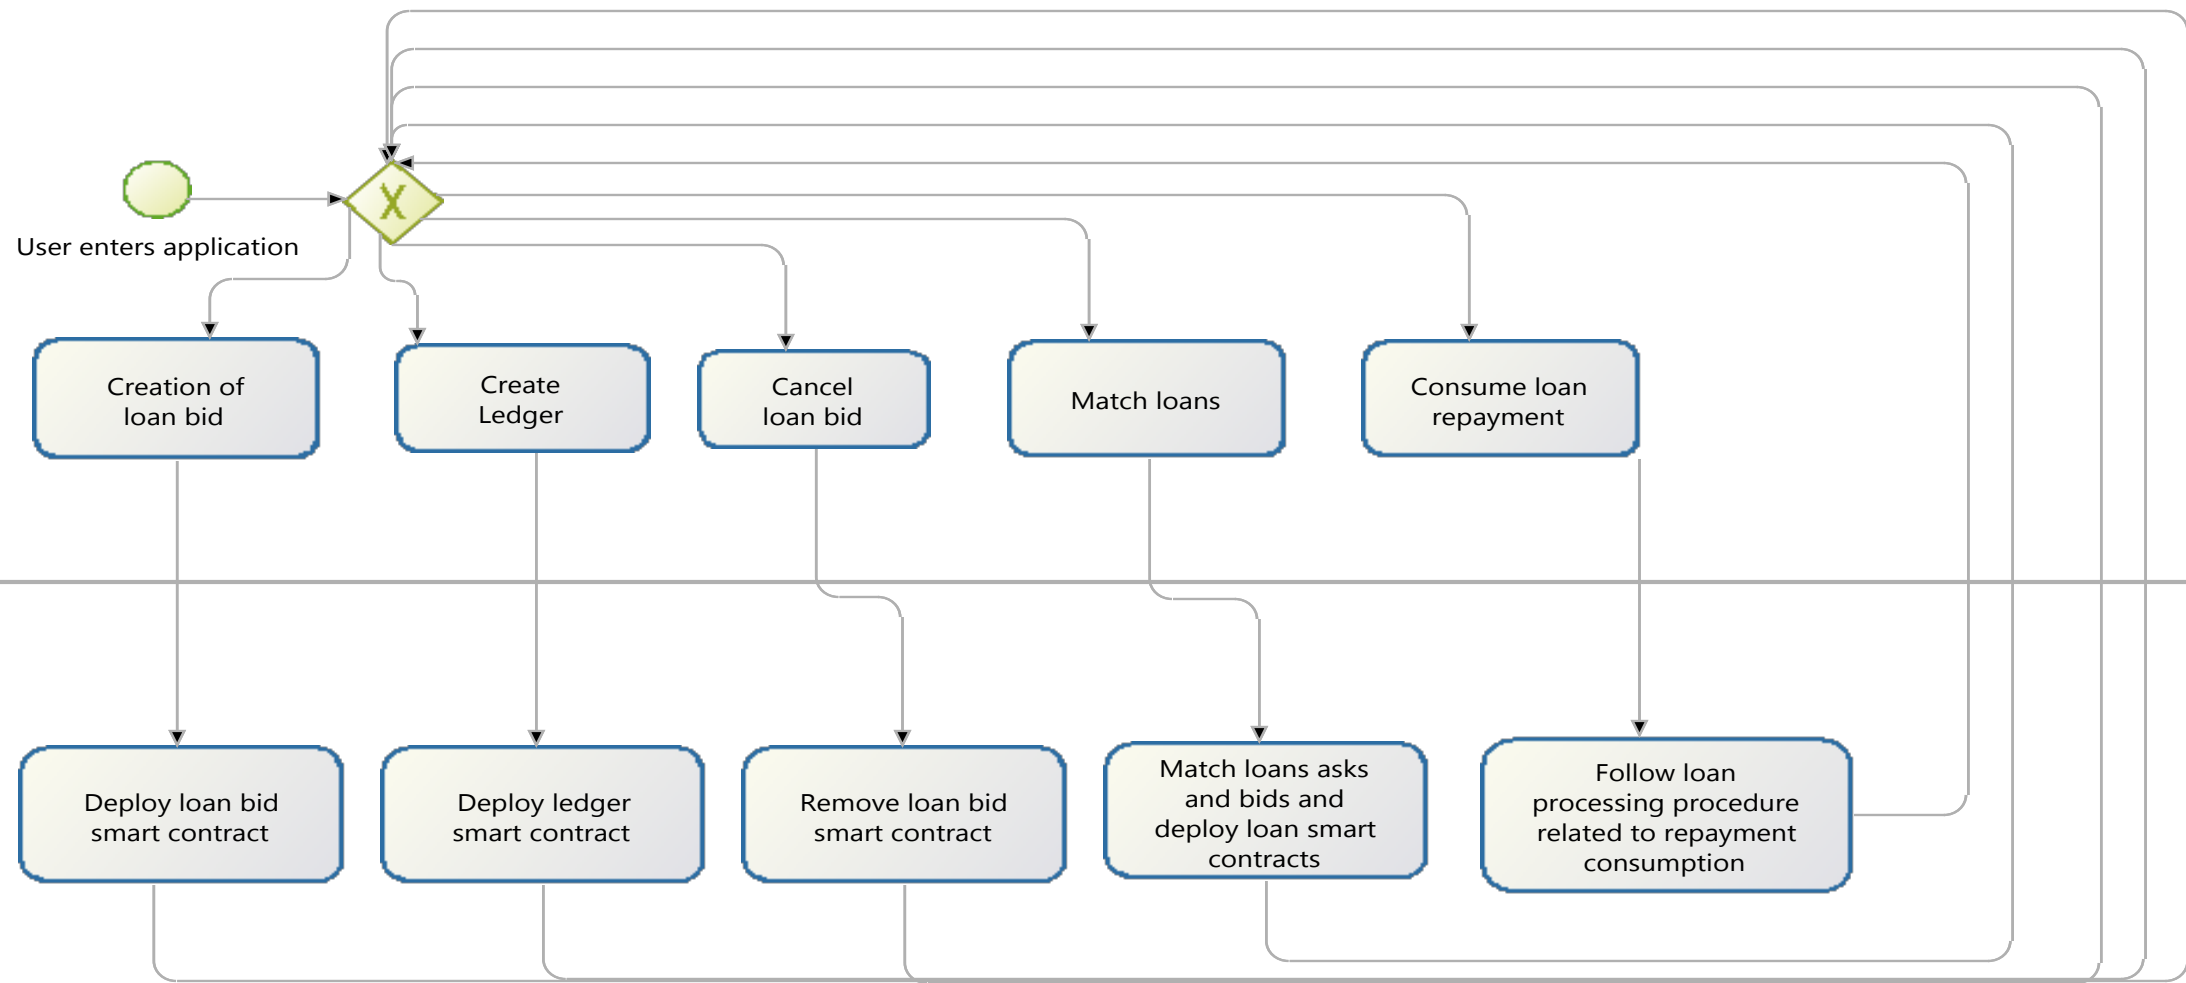 User enters application
Creation of
loan bid
Create
Ledger
Cancel
loan bid
Match loans
Consume loan
repayment
Deploy loan bid
smart contract
Deploy ledger
smart contract
Remove loan bid
smart contract
Match loans asks
and bids and
deploy loan smart
contracts
Follow loan
processing procedure
related to repayment
consumption